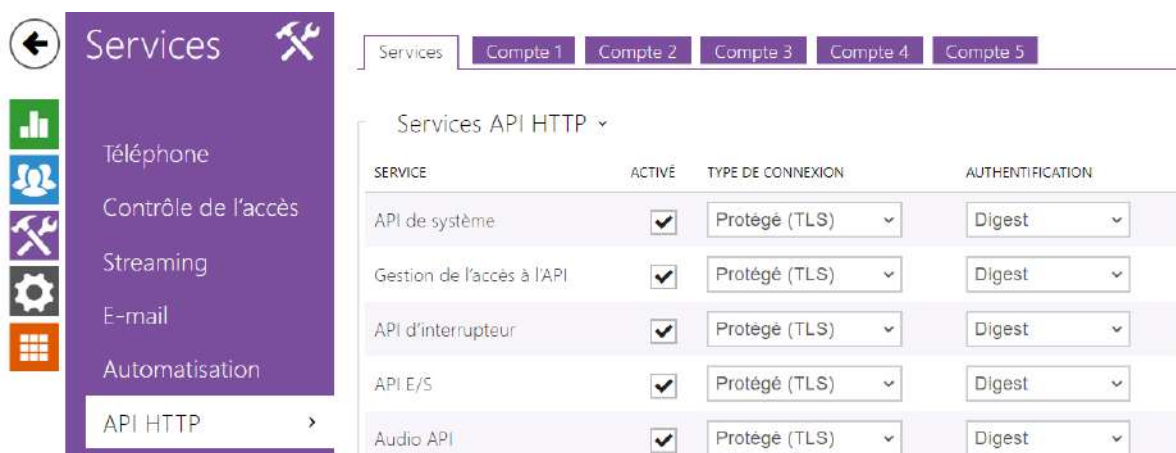 Services
Services Compte 1 Compte 2 Compte 3 Compte 4 Compte 5
Services API HTTP
Téléphone
Contrôle de l'accès
Streaming
E-mail
Automatisation
API HTTP
SERVICE ACTIVÉ TYPE DE CONNEXION AUTHENTIFICATION
API de système Protégé (TLS) Digest
Gestion de l'accès à l'API Protégé (TLS) Digest
API d'interrupteur Protégé (TLS) Digest
API E/S Protégé (TLS) Digest
Audio API Protégé (TLS) Digest